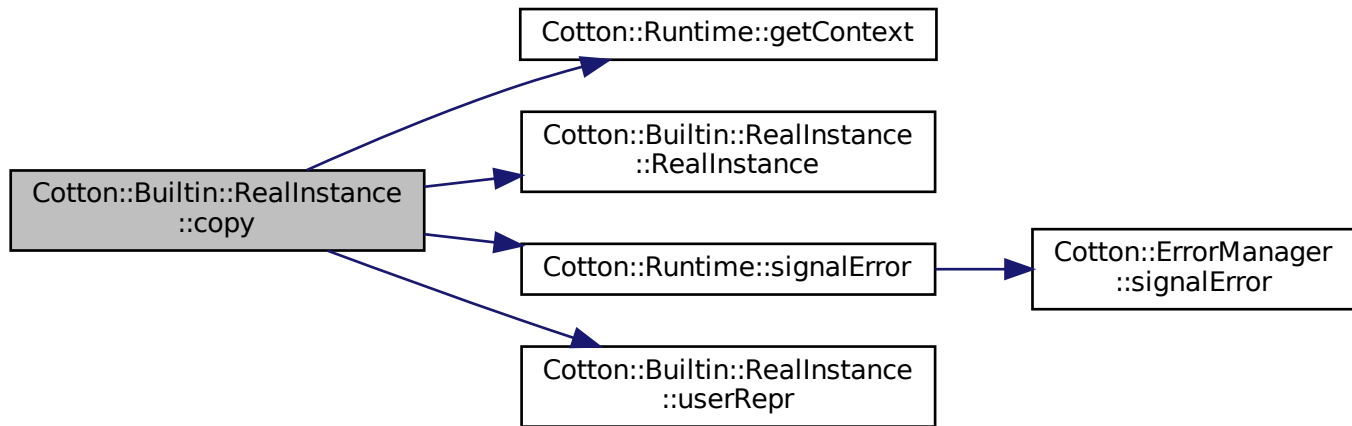 Cotton::Runtime::getContext
Cotton::Builtin::RealInstance
::RealInstance
Cotton::Builtin::RealInstance
::copy
Cotton::Runtime::signalError
Cotton::ErrorManager
::signalError
Cotton::Builtin::RealInstance
::userRepr